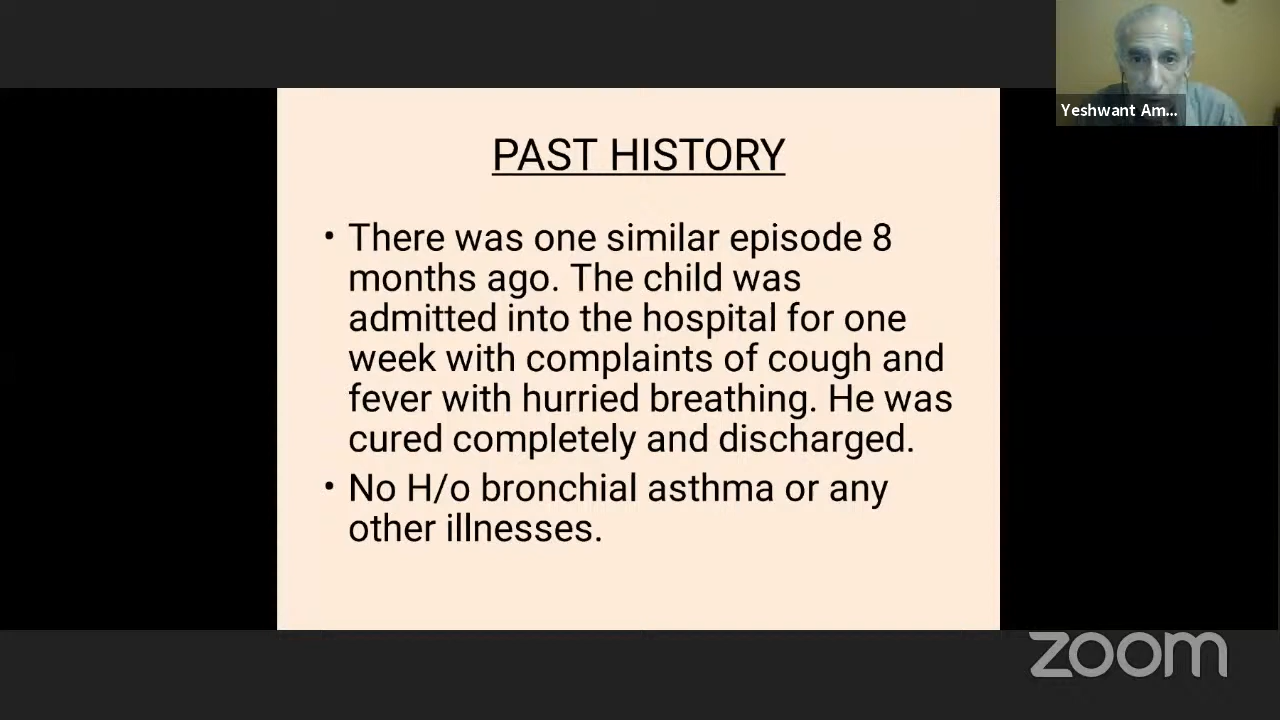 Yeshwant Am...
PAST HISTORY
• There was one similar episode 8
months ago. The child was
admitted into the hospital for one
week with complaints of cough and
fever with hurried breathing. He was
cured completely and discharged.
• No H/o bronchial asthma or any
other illnesses.
zoom